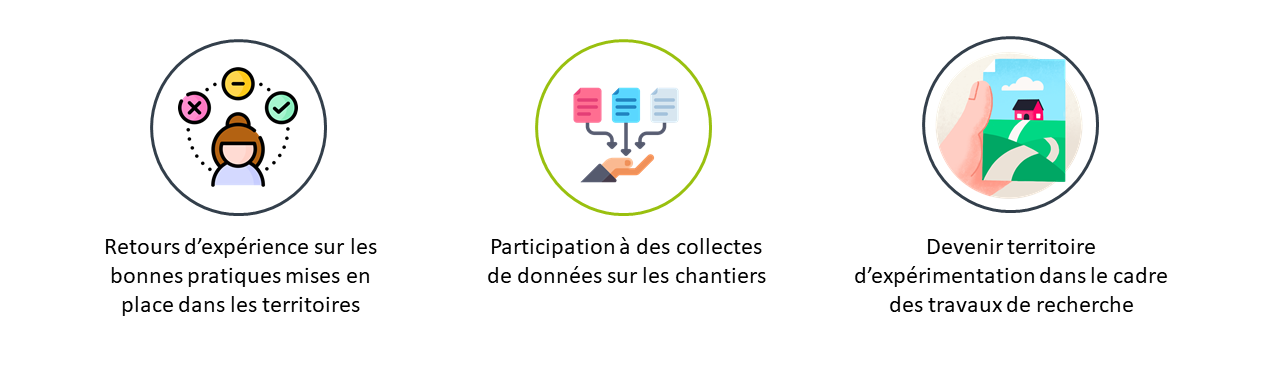 Retours d’expérience sur les
bonnes pratiques mises en
place dans les territoires
Participation à des collectes
de données sur les chantiers
Devenir territoire
d’expérimentation dans le cadre
des travaux de recherche